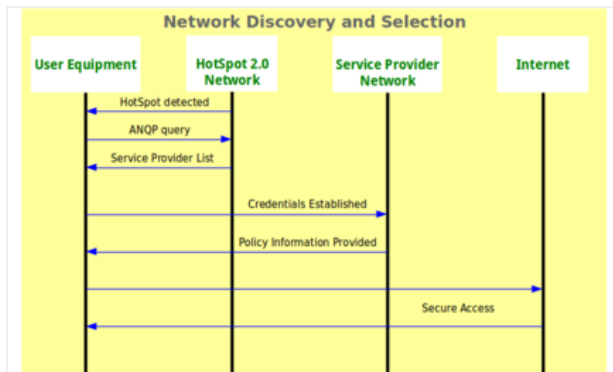 Network Discovery and Selection
User Equipment
HotSpot 2.0
Network
Service Provider
Network
Internet
HotSpot detected
ANQP query
Service Provider List
Credentials Established
Policy Information Provided
Secure Access